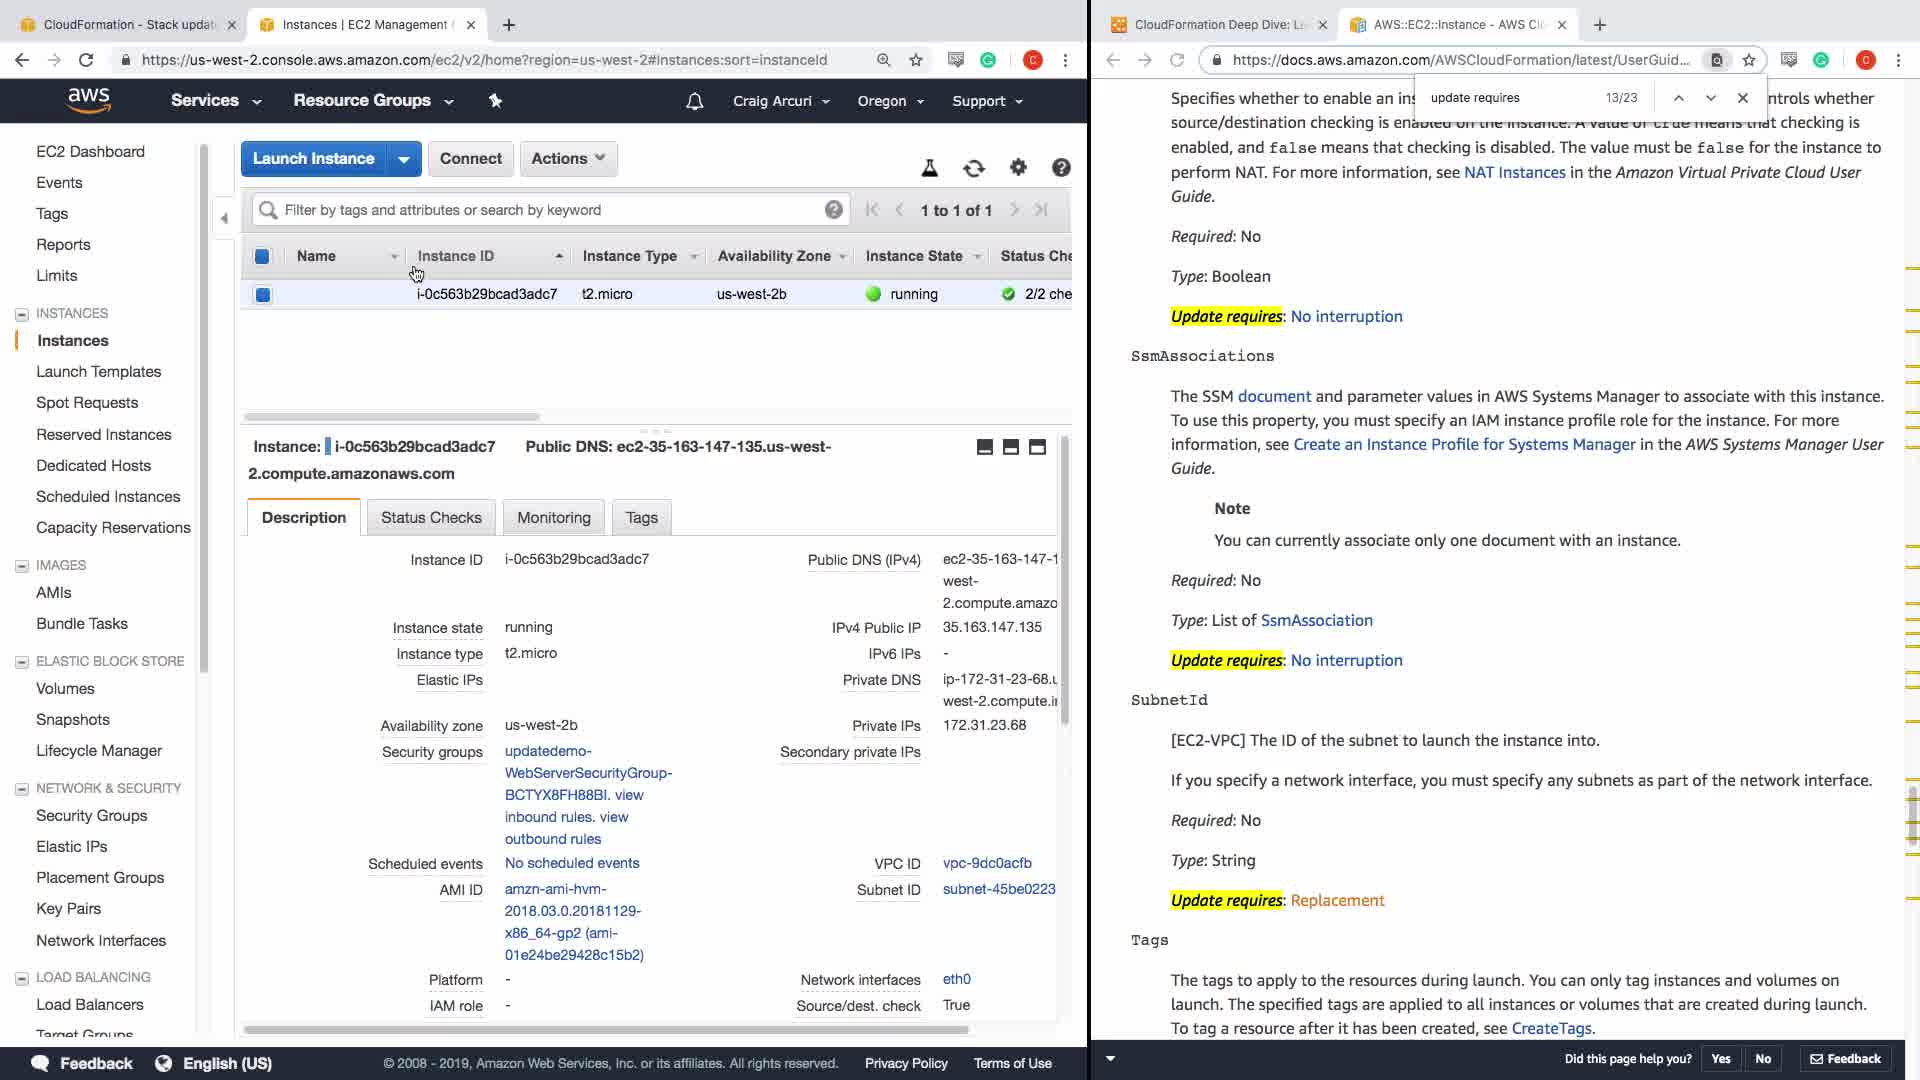 CloudFormation - Stack updat
Instances | EC2 Management
https://us-west-2.console.aws.amazon.com/ec2/v2/home?region=us-west-2#Instances:sort=instanceId
C
aws
Services
Resource Groups
Craig Arcuri
Oregon
Support
EC2 Dashboard
Events
Tags
Reports
Limits
INSTANCES
Instances
Launch Templates
Spot Requests
Reserved Instances
Dedicated Hosts
Scheduled Instances
Capacity Reservations
IMAGES
AMIs
Bundle Tasks
ELASTIC BLOCK STORE
Volumes
Snapshots
Lifecycle Manager
NETWORK & SECURITY
Security Groups
Elastic IPs
Placement Groups
Key Pairs
Network Interfaces
LOAD BALANCING
Load Balancers
Target Groups
Launch Instance
Connect
Actions
Filter by tags and attributes or search by keyword
1 to 1 of 1
Name Instance ID Instance Type Availability Zone Instance State Status Che
i-0c563b29bcad3adc7 t2.micro us-west-2b running 2/2 che
Instance: i-0c563b29bcad3adc7 Public DNS: ec2-35-163-147-135.us-west-
2.compute.amazonaws.com
Description
Status Checks
Monitoring
Tags
Instance ID i-0c563b29bcad3adc7
Instance state running
Instance type t2.micro
Elastic IPs
Availability zone us-west-2b
Security groups updatedemo-
WebServerSecurityGroup-
BCTYX8FH88BI. view
inbound rules. view
outbound rules
Scheduled events No scheduled events
AMI ID amzn-ami-hvm-
2018.03.0.20181129-
x86_64-gp2 (ami-
01e24be29428c15b2)
Platform -
IAM role -
Public DNS (IPv4) ec2-35-163-147-1
west-
2.compute.amazo
IPv4 Public IP 35.163.147.135
IPv6 IPs -
Private DNS ip-172-31-23-68.u
west-2.compute.in
Private IPs 172.31.23.68
Secondary private IPs
VPC ID vpc-9dc0acfb
Subnet ID subnet-45be0223
Network interfaces eth0
Source/dest. check True
Feedback
English (US)
© 2008 - 2019, Amazon Web Services, Inc. or its affiliates. All rights reserved.
Privacy Policy
Terms of Use
CloudFormation Deep Dive: Le
AWS::EC2::Instance - AWS Clo
https://docs.aws.amazon.com/AWSCloudFormation/latest/UserGuid...
C
update requires 13/23
Specifies whether to enable an ins ntrols whether
source/destination checking is enabled on the instance. A value of true means that checking is
enabled, and false means that checking is disabled. The value must be false for the instance to
perform NAT. For more information, see NAT Instances in the Amazon Virtual Private Cloud User
Guide.
Required: No
Type: Boolean
Update requires: No interruption
SsmAssociations
The SSM document and parameter values in AWS Systems Manager to associate with this instance.
To use this property, you must specify an IAM instance profile role for the instance. For more
information, see Create an Instance Profile for Systems Manager in the AWS Systems Manager User
Guide.
Note
You can currently associate only one document with an instance.
Required: No
Type: List of SsmAssociation
Update requires: No interruption
SubnetId
[EC2-VPC] The ID of the subnet to launch the instance into.
If you specify a network interface, you must specify any subnets as part of the network interface.
Required: No
Type: String
Update requires: Replacement
Tags
The tags to apply to the resources during launch. You can only tag instances and volumes on
launch. The specified tags are applied to all instances or volumes that are created during launch.
To tag a resource after it has been created, see CreateTags.
Did this page help you?
Yes
No
Feedback